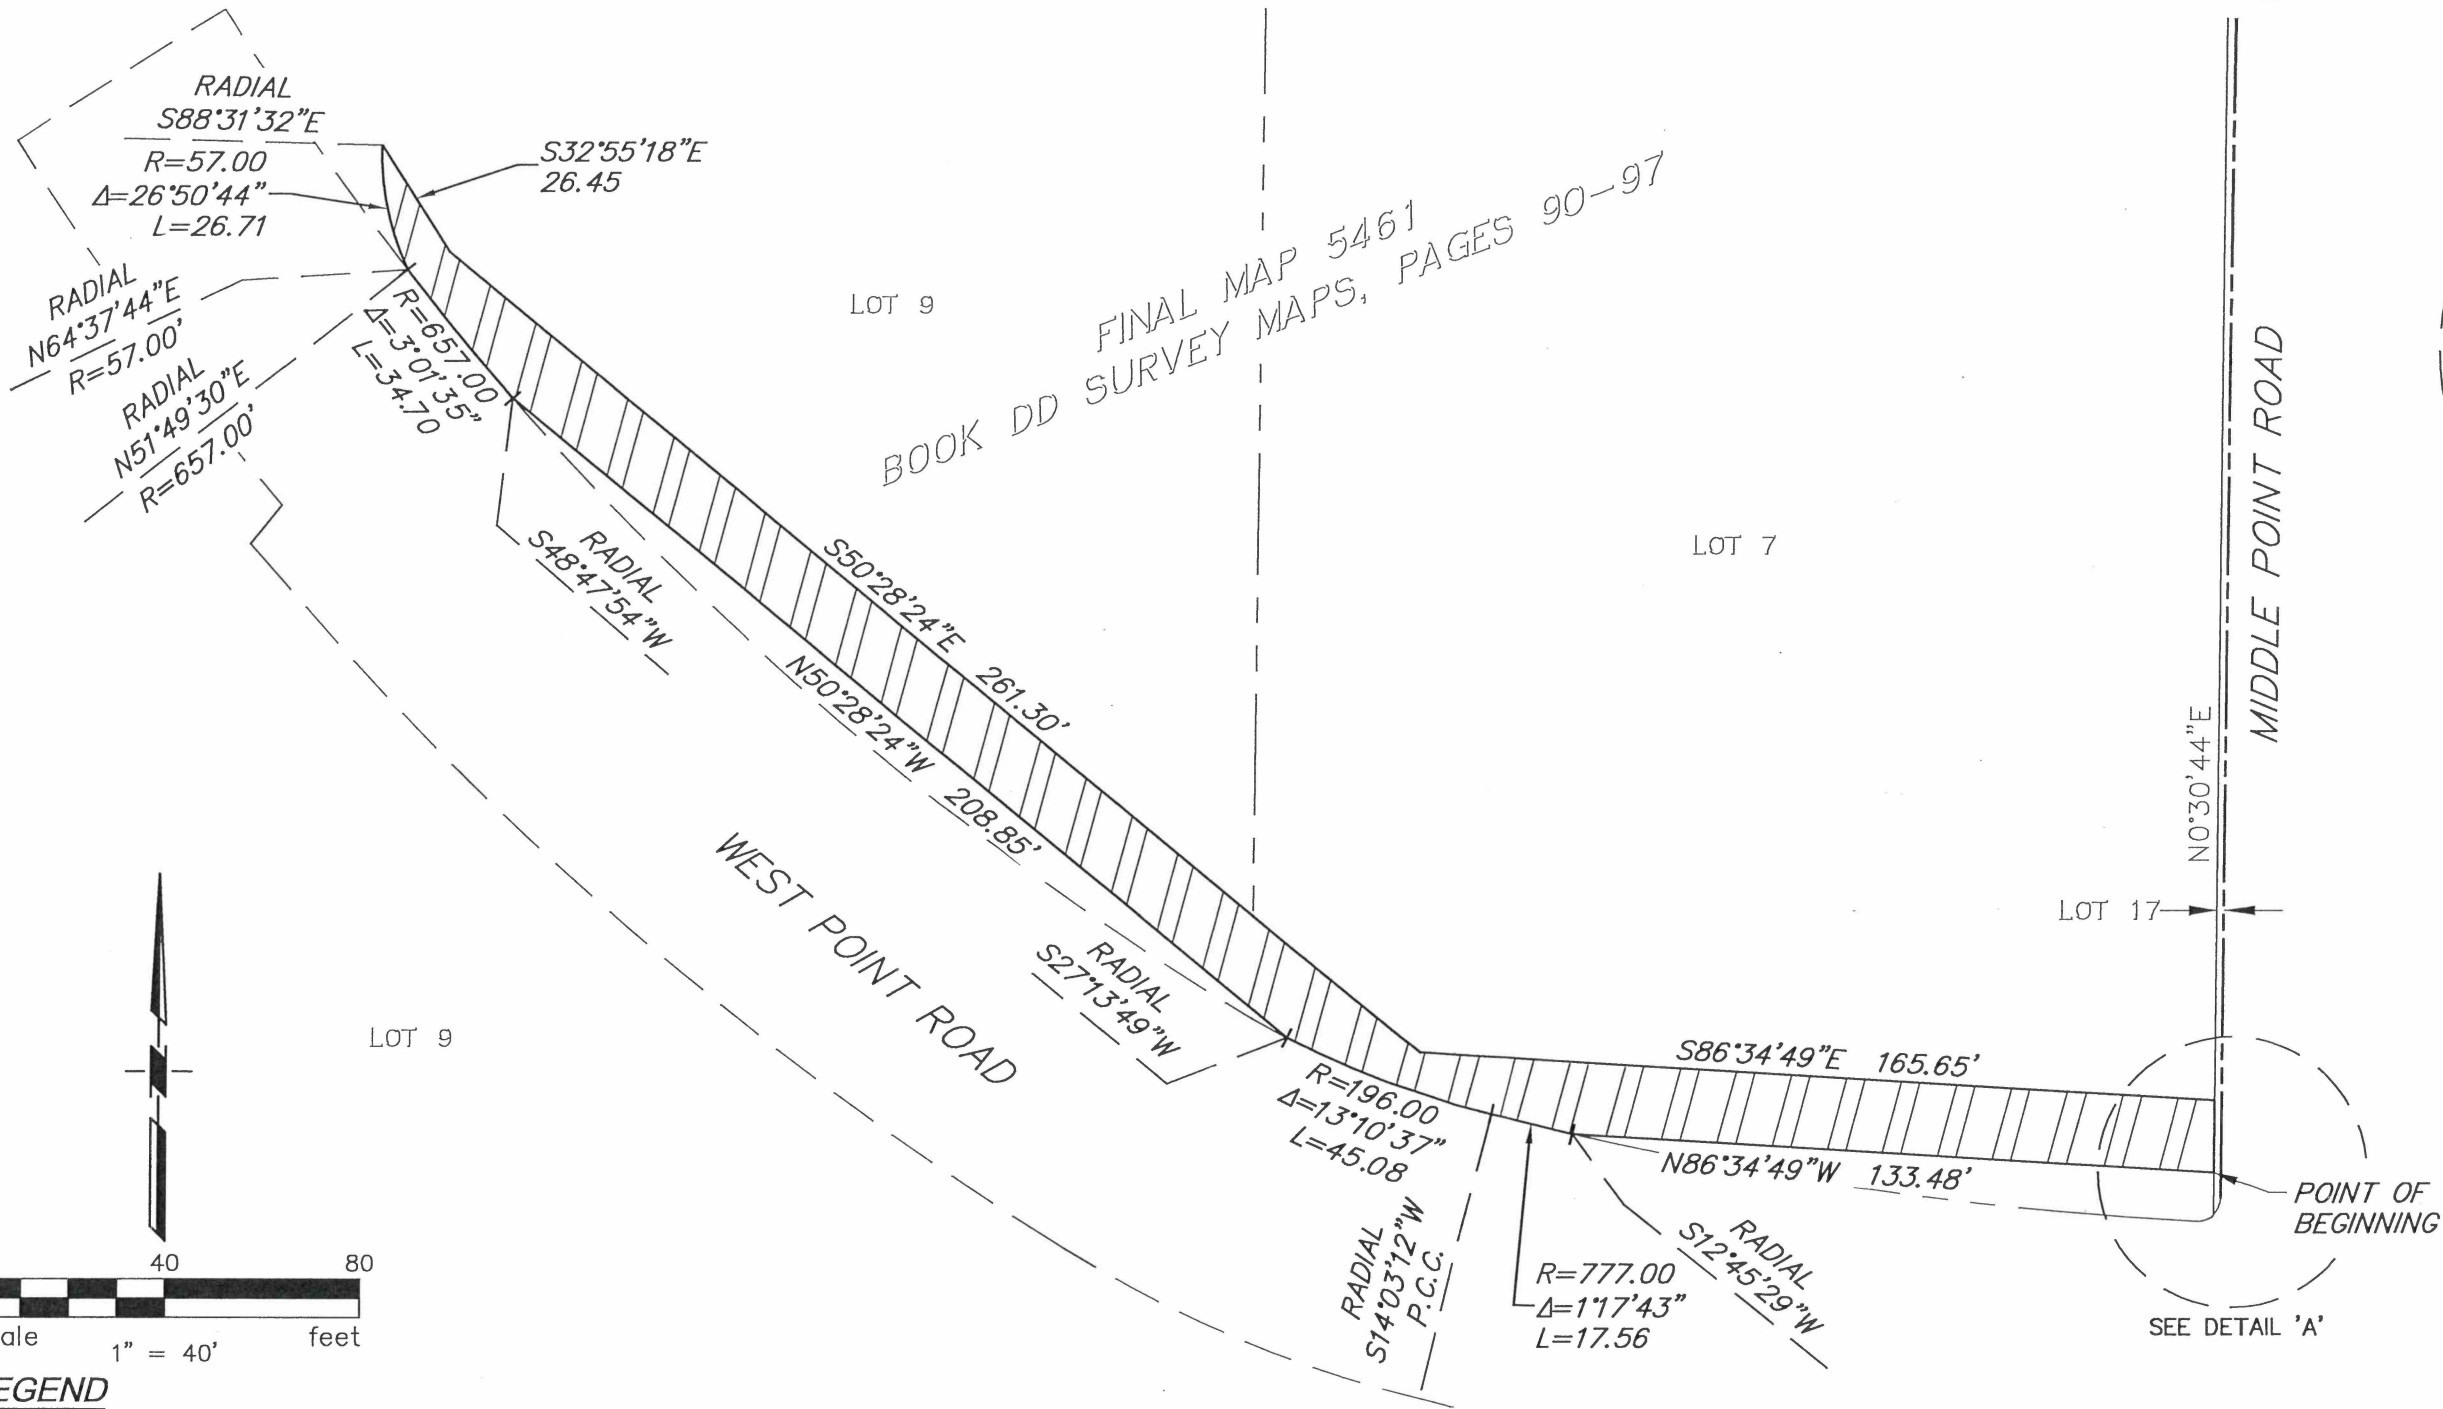 RADIAL
S88°31'32"E
R=57.00
Δ=26°50'44"
L=26.71
S32°55'18"E
26.45
RADIAL
N64°37'44"E
R=57.00'
RADIAL
N51°49'30"E
R=657.00'
R=657.00
Δ=3°01'35"
L=34.70
LOT 9
FINAL MAP 5461
BOOK DD SURVEY MAPS, PAGES 90-97
MIDDLE POINT ROAD
RADIAL
S48°47'54"W
S50°28'24"E 261.30'
N50°28'24"W 208.85'
LOT 7
N0°30'44"E
LOT 17
WEST POINT ROAD
RADIAL
S27°13'49"W
LOT 9
S86°34'49"E 165.65'
R=196.00
Δ=13°10'37"
L=45.08
N86°34'49"W 133.48'
POINT OF
BEGINNING
RADIAL
S14°03'12"W
P.C.C.
R=777.00
Δ=1°17'43"
L=17.56
RADIAL
S12°45'29"W
SEE DETAIL 'A'
40 80
ale feet
1" = 40'
EGEND